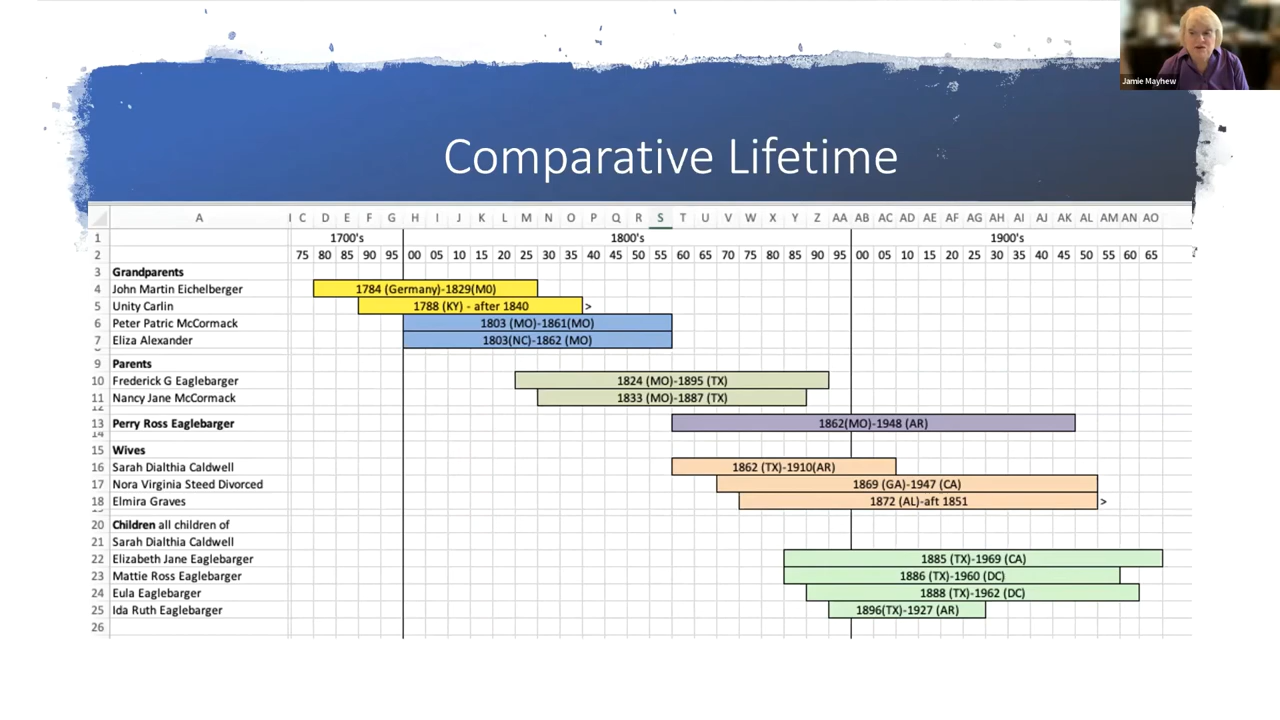 Jamie Mayhew
Comparative Lifetime
A I C D E F G H I J K L M N O P Q R S T U V W X Y Z AA AB AC AD AE AF AG AH AI AJ AK AL AM AN AO
1 1700's 1800's 1900's
2 75 80 85 90 95 00 05 10 15 20 25 30 35 40 45 50 55 60 65 70 75 80 85 90 95 00 05 10 15 20 25 30 35 40 45 50 55 60 65
3 Grandparents
4 John Martin Eichelberger 1784 (Germany)-1829(M0)
5 Unity Carlin 1788 (KY) - after 1840 >
6 Peter Patric McCormack 1803 (MO)-1861(MO)
7 Eliza Alexander 1803(NC)-1862 (MO)
9 Parents
10 Frederick G Eaglebarger 1824 (MO)-1895 (TX)
11 Nancy Jane McCormack 1833 (MO)-1887 (TX)
12
13 Perry Ross Eaglebarger 1862(MO)-1948 (AR)
14
15 Wives
16 Sarah Dialthia Caldwell 1862 (TX)-1910(AR)
17 Nora Virginia Steed Divorced 1869 (GA)-1947 (CA)
18 Elmira Graves 1872 (AL)-aft 1851 >
20 Children all children of
21 Sarah Dialthia Caldwell
22 Elizabeth Jane Eaglebarger 1885 (TX)-1969 (CA)
23 Mattie Ross Eaglebarger 1886 (TX)-1960 (DC)
24 Eula Eaglebarger 1888 (TX)-1962 (DC)
25 Ida Ruth Eaglebarger 1896(TX)-1927 (AR)
26